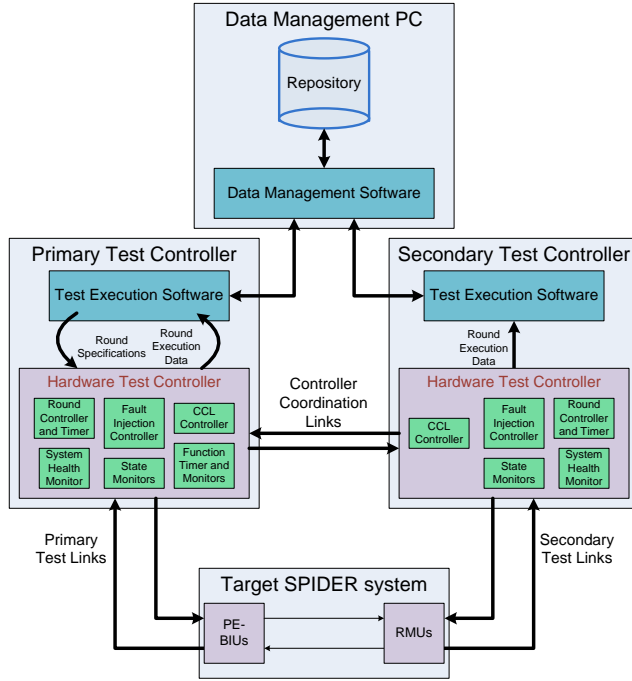 Data Management PC
Repository
Data Management Software
Primary Test Controller
Test Execution Software
Round
Specifications
Round
Execution
Data
Hardware Test Controller
Round
Controller
and Timer
Fault
Injection
Controller
CCL
Controller
System
Health
Monitor
State
Monitors
Function
Timer and
Monitors
Controller
Coordination
Links
Secondary Test Controller
Test Execution Software
Round
Execution
Data
Hardware Test Controller
CCL
Controller
Fault
Injection
Controller
Round
Controller
and Timer
State
Monitors
System
Health
Monitor
Primary
Test Links
Secondary
Test Links
Target SPIDER system
PE-
BIUs
RMUs